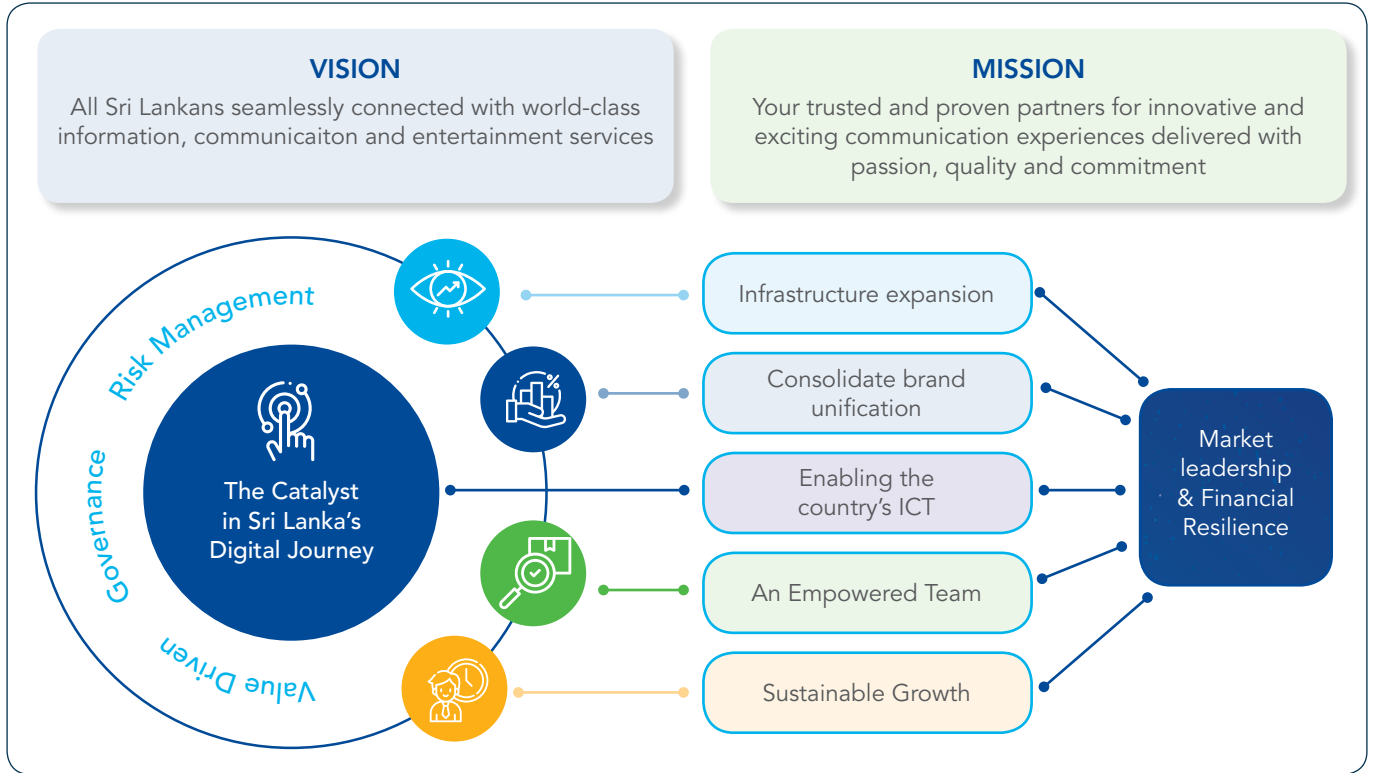 VISION
All Sri Lankans seamlessly connected with world-class
information, communicaiton and entertainment services
MISSION
Your trusted and proven partners for innovative and
exciting communication experiences delivered with
passion, quality and commitment
Risk Management
Governance
Value Driven
The Catalyst
in Sri Lanka’s
Digital Journey
%
Infrastructure expansion
Consolidate brand
unification
Enabling the
country’s ICT
An Empowered Team
Sustainable Growth
Market
leadership
& Financial
Resilience